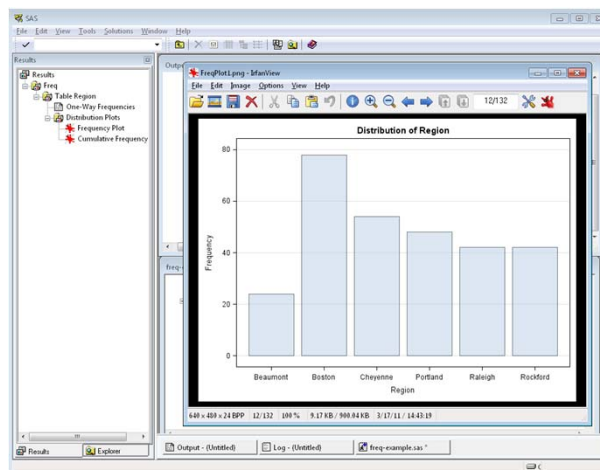 SAS
File Edit View Tools Solutions Window Help
Results
Results
Freq
Table Region
One-Way Frequencies
Distribution Plots
Frequency Plot
Cumulative Frequency
FreqPlot1.png - IrfanView
File Edit Image Options View Help
12/132
Distribution of Region
80
60
40
20
0
Frequency
Beaumont Boston Cheyenne Portland Raleigh Rockford
Region
640 x 480 x 24 BPP 12/132 100 % 9.17 KB / 900.04 KB 3/17/11 / 14:43:19
Results Explorer
Output - (Untitled) Log - (Untitled) freq-example.sas *